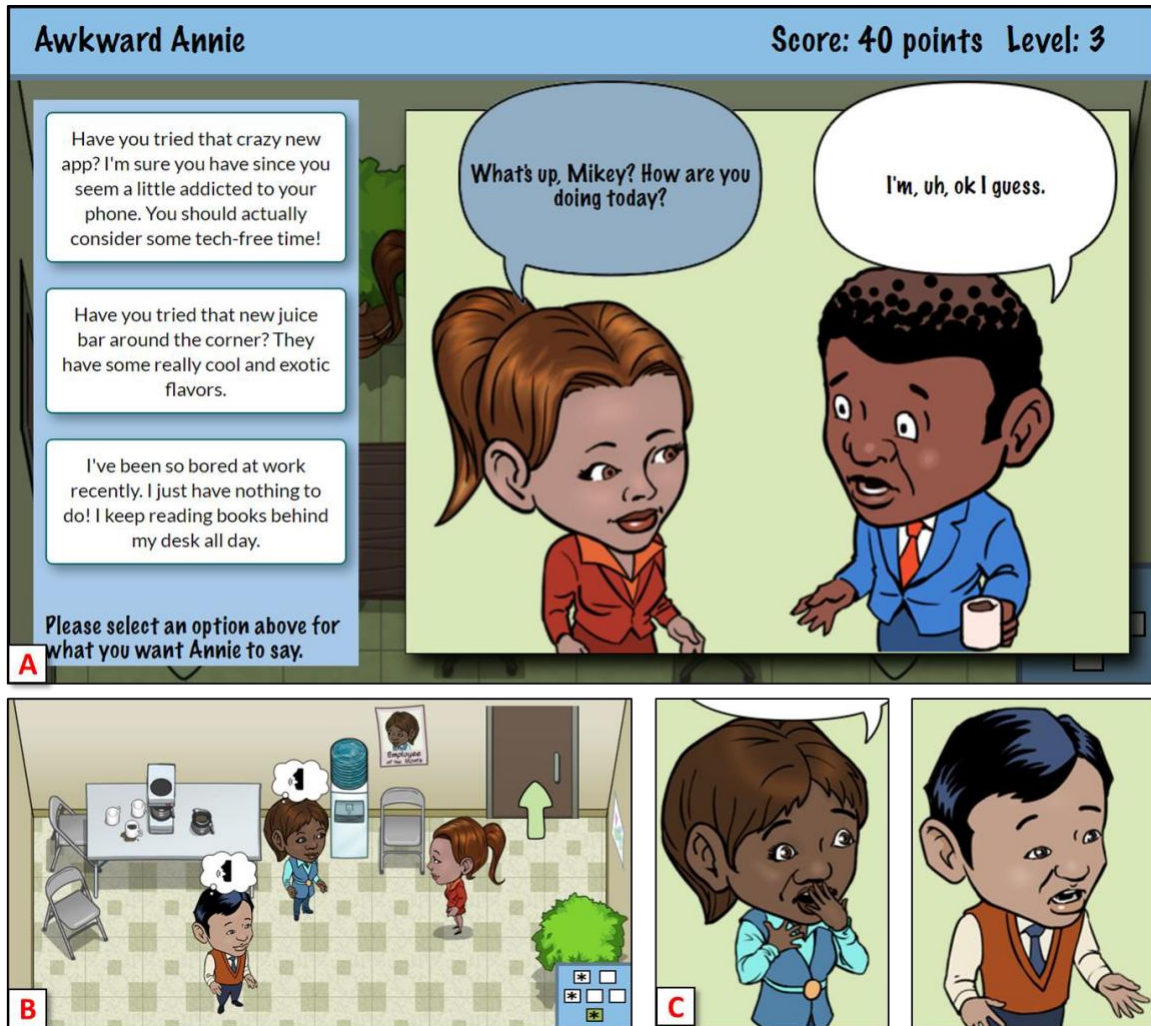 Awkward Annie
Score: 40 points Level: 3
Have you tried that crazy new
app? I'm sure you have since you
seem a little addicted to your
phone. You should actually
consider some tech-free time!
Have you tried that new juice
bar around the corner? They
have some really cool and exotic
flavors.
I've been so bored at work
recently. I just have nothing to
do! I keep reading books behind
my desk all day.
Please select an option above for
what you want Annie to say.
What's up, Mikey? How are you
doing today?
I'm, uh, ok I guess.
A
Employee
of the Month
B
C